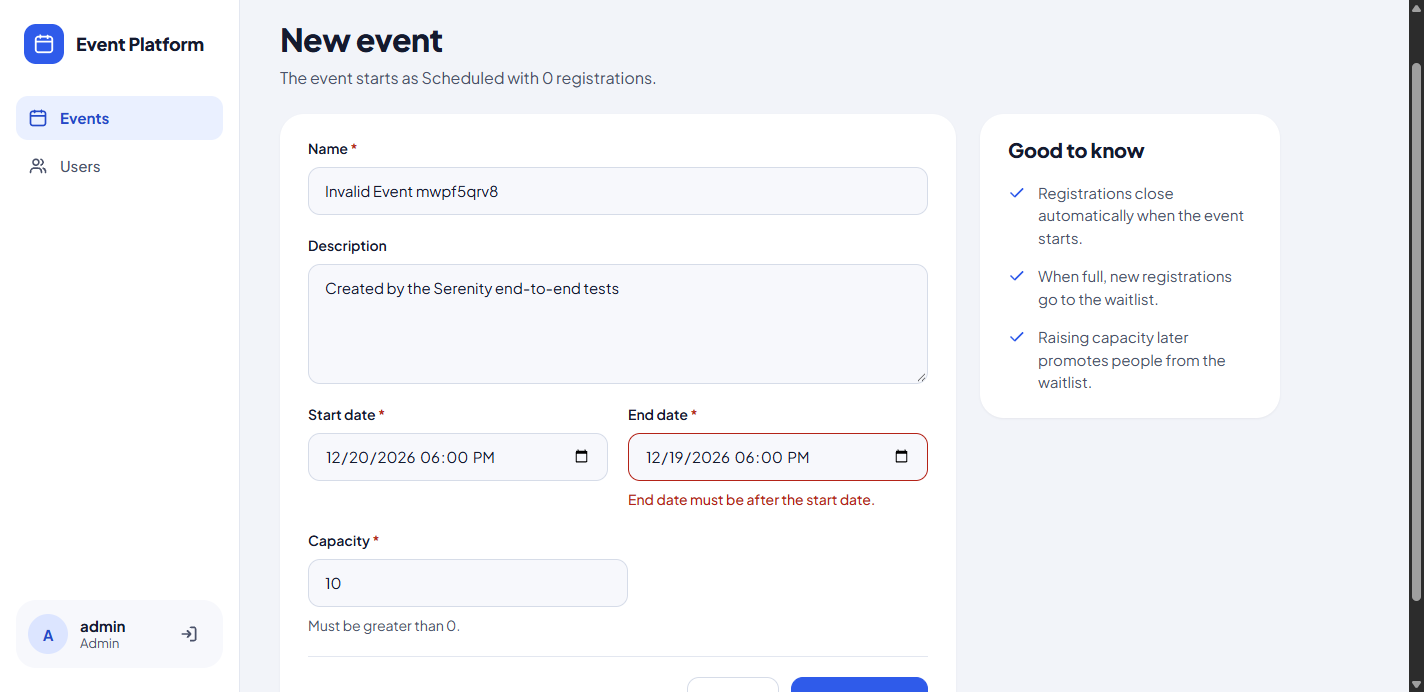 Event Platform
Events
Users
admin
A
Admin
New event
The event starts as Scheduled with 0 registrations.
Name *
Invalid Event mwpf5qrv8
Description
Created by the Serenity end-to-end tests
Start date *
End date *
12/20/2026 06:00 PM
12/19/2026 06:00 PM
End date must be after the start date.
Capacity *
10
Must be greater than 0.
Good to know
Registrations close
automatically when the event
starts.
When full, new registrations
go to the waitlist.
Raising capacity later
promotes people from the
waitlist.